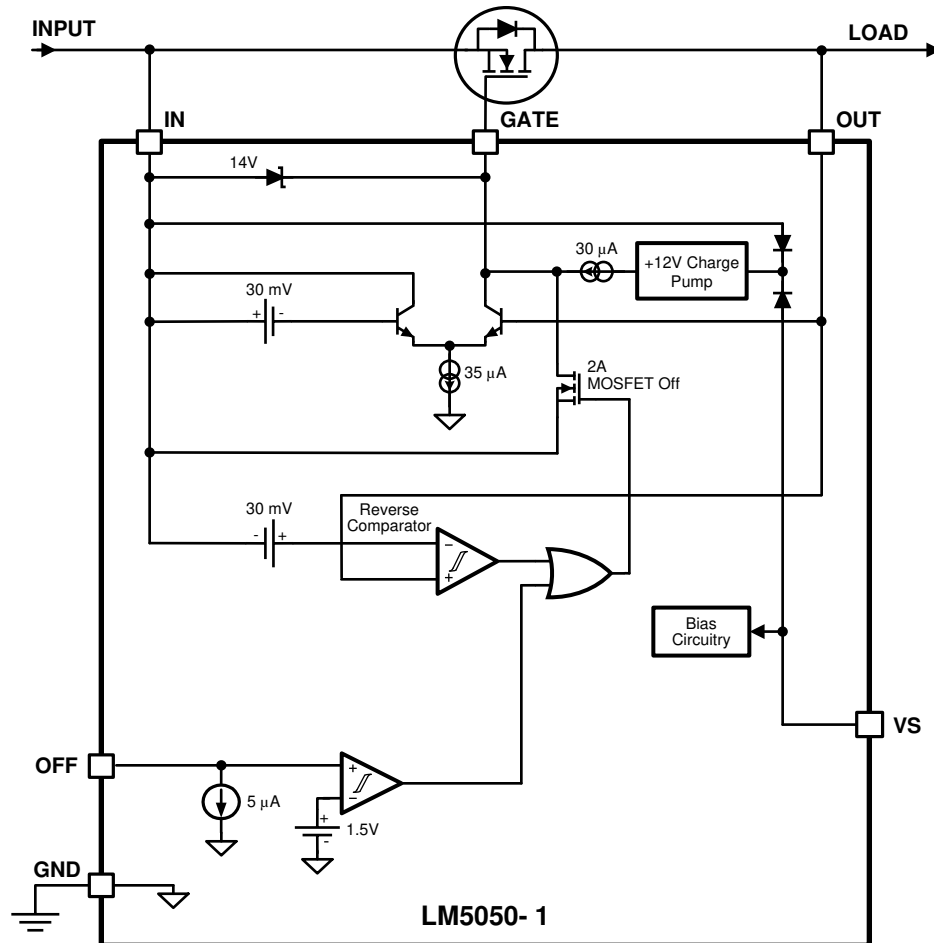 INPUT
LOAD
IN
GATE
OUT
14V
30 μA
+12V Charge
Pump
30 mV
+ -
35 μA
2A
MOSFET Off
30 mV
- +
Reverse
Comparator
−
+
Bias
Circuitry
VS
OFF
+
−
5 μA
+
1.5V
-
GND
LM5050- 1